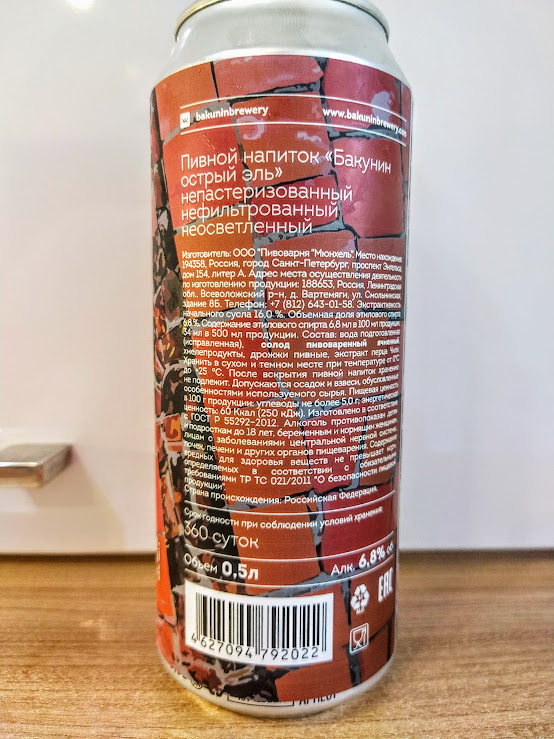 /bakuninbrewery www.bakuninbrewery.com
Пивной напиток «Бакунин
острый эль»
непастеризованный
нефильтрованный
неосветленный
Изготовитель: ООО "Пивоварня "Мюнхель". Место нахождения:
194358, Россия, город Санкт-Петербург, проспект Энгельса,
дом 154, литер А. Адрес места осуществления деятельности
по изготовлению продукции: 188653, Россия, Ленинградская
обл., Всеволожский р-н, д. Вартемяги, ул. Смольнинская,
здание 8Б. Телефон: +7 (812) 643-01-58. Экстрактивность
начального сусла 16,0 %. Объемная доля этилового спирта
6,8 %. Содержание этилового спирта 6,8 мл в 100 мл продукции,
34 мл в 500 мл продукции. Состав: вода подготовленная
(исправленная), солод пивоваренный ячменный,
хмелепродукты, дрожжи пивные, экстракт перца Чили.
Хранить в сухом и темном месте при температуре от 0°С
до +25 °С. После вскрытия пивной напиток хранению
не подлежит. Допускаются осадок и взвеси, обусловленные
особенностями используемого сырья. Пищевая ценность
в 100 г продукции: углеводы не более 5,0 г; энергетическая
ценность: 60 Ккал (250 кДж). Изготовлено в соответствии
с ГОСТ Р 55292-2012. Алкоголь противопоказан детям
и подросткам до 18 лет, беременным и кормящим женщинам,
лицам с заболеваниями центральной нервной системы,
почек, печени и других органов пищеварения. Содержание
вредных для здоровья веществ не превышает норм,
определяемых в соответствии с обязательными
требованиями ТР ТС 021/2011 "О безопасности пищевой
продукции".
Страна происхождения: Российская Федерация.
Срок годности при соблюдении условий хранения:
360 суток
Объем 0,5л Алк. 6,8% об.
EAC
4627094 792022